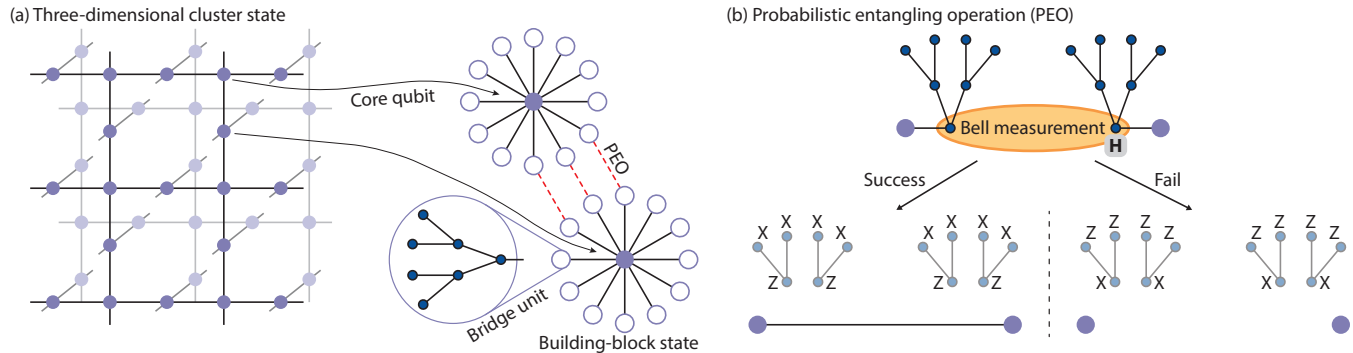 (a) Three-dimensional cluster state
Core qubit
PEO
Bridge unit
Building-block state
(b) Probabilistic entangling operation (PEO)
Bell measurement
H
Success
Fail
X X X X
Z Z
X X X X
Z Z
Z Z Z Z
X X
Z Z Z Z
X X